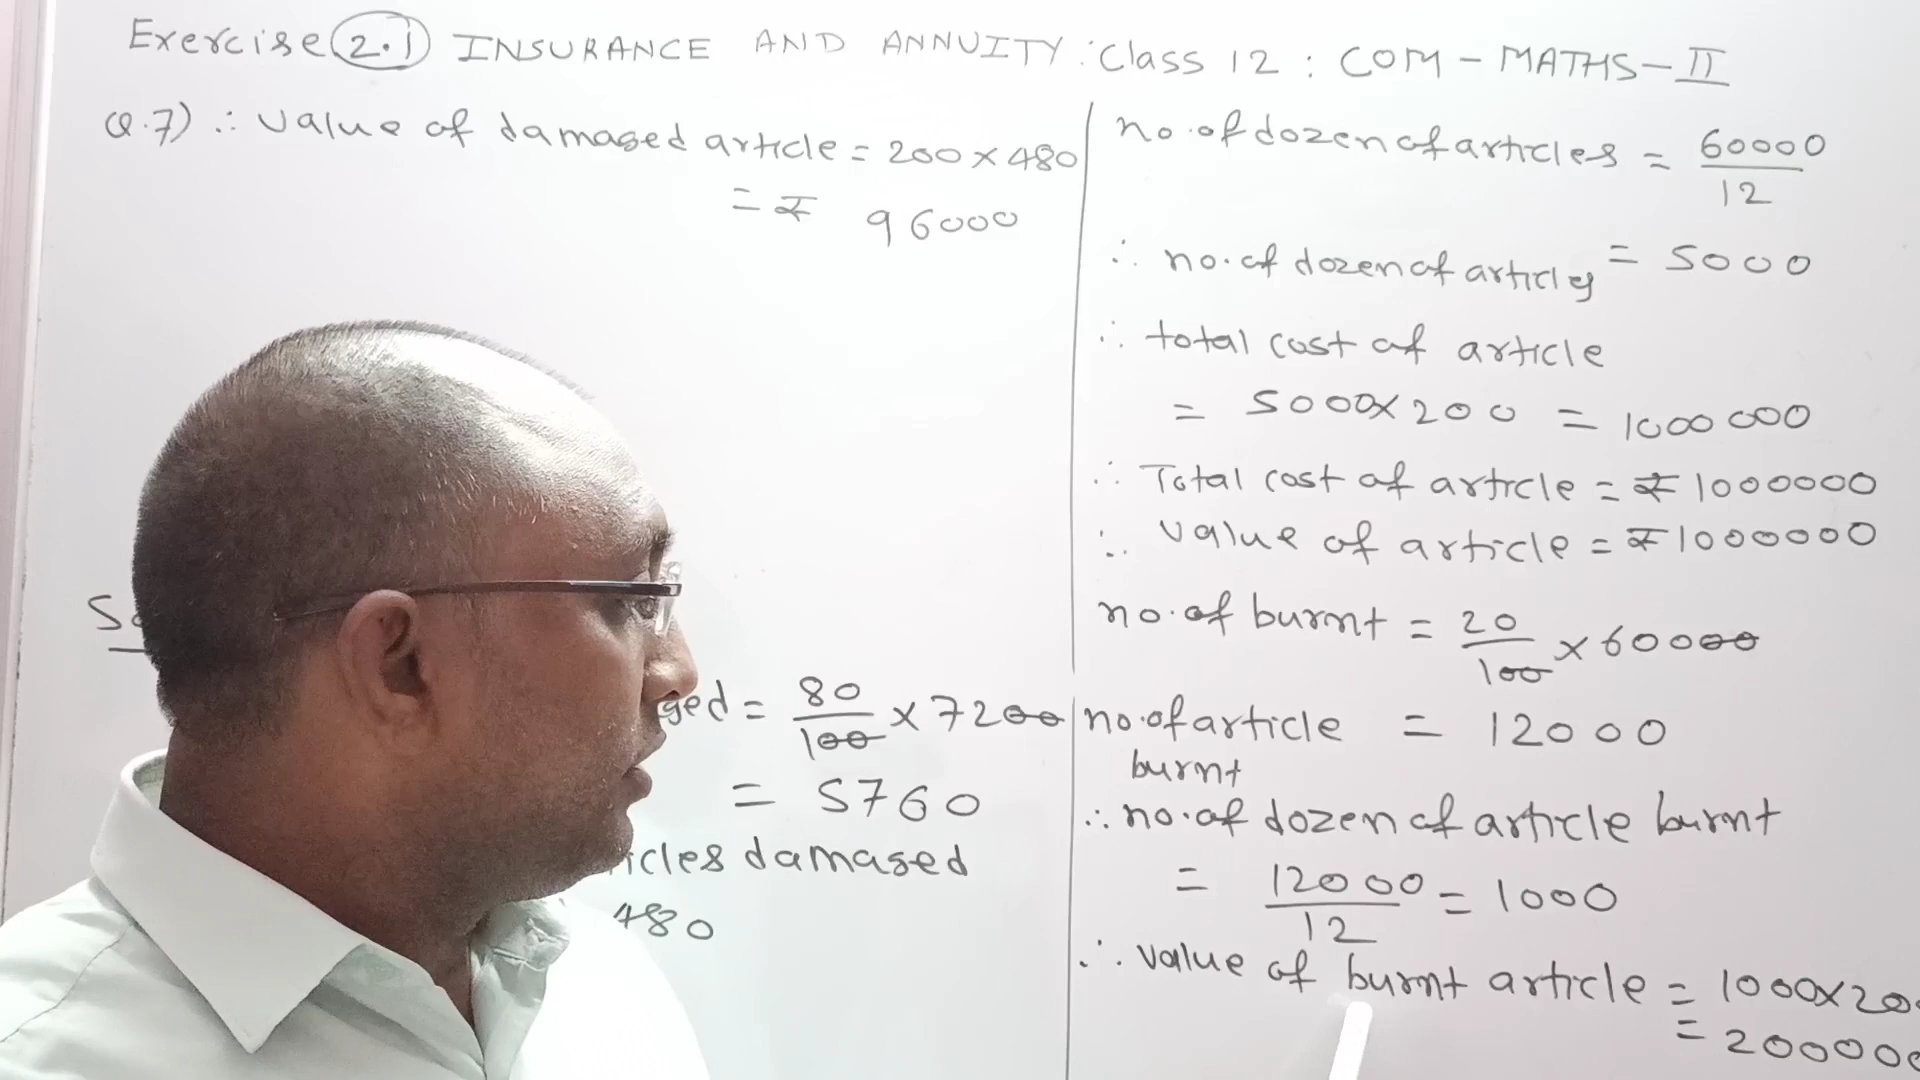 Exercise 2.1 INSURANCE AND ANNUITY : Class 12 : COM - MATHS - II
Q.7) ∴ value of damaged article = 200 × 480
= ₹ 96000
ged = 80/100 × 7200
= 5760
icles damaged
480
no. of dozen of articles = 60000/12
∴ no. of dozen of articles = 5000
∴ total cost of article
= 5000 × 200 = 1000000
∴ Total cost of article = ₹ 1000000
∴ value of article = ₹ 1000000
no. of burnt = 20/100 × 60000
no. of article burnt = 12000
∴ no. of dozen of article burnt
= 12000/12 = 1000
∴ value of burnt article = 1000 × 20
= 20000